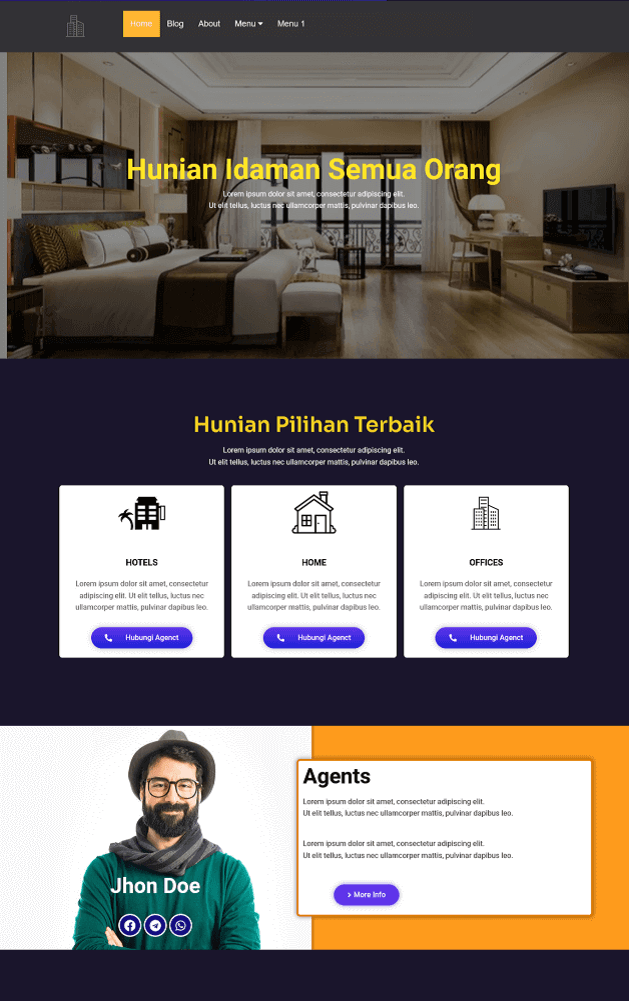 Home Blog About Menu Menu 1
Hunian Idaman Semua Orang
Lorem ipsum dolor sit amet, consectetur adipiscing elit.
Ut elit tellus, luctus nec ullamcorper mattis, pulvinar dapibus leo.
Hunian Pilihan Terbaik
Lorem ipsum dolor sit amet, consectetur adipiscing elit.
Ut elit tellus, luctus nec ullamcorper mattis, pulvinar dapibus leo.
HOTELS
Lorem ipsum dolor sit amet, consectetur
adipiscing elit. Ut elit tellus, luctus nec
ullamcorper mattis, pulvinar dapibus leo.
Hubungi Agenct
HOME
Lorem ipsum dolor sit amet, consectetur
adipiscing elit. Ut elit tellus, luctus nec
ullamcorper mattis, pulvinar dapibus leo.
Hubungi Agenct
OFFICES
Lorem ipsum dolor sit amet, consectetur
adipiscing elit. Ut elit tellus, luctus nec
ullamcorper mattis, pulvinar dapibus leo.
Hubungi Agenct
Jhon Doe
Agents
Lorem ipsum dolor sit amet, consectetur adipiscing elit.
Ut elit tellus, luctus nec ullamcorper mattis, pulvinar dapibus leo.
Lorem ipsum dolor sit amet, consectetur adipiscing elit.
Ut elit tellus, luctus nec ullamcorper mattis, pulvinar dapibus leo.
More Info